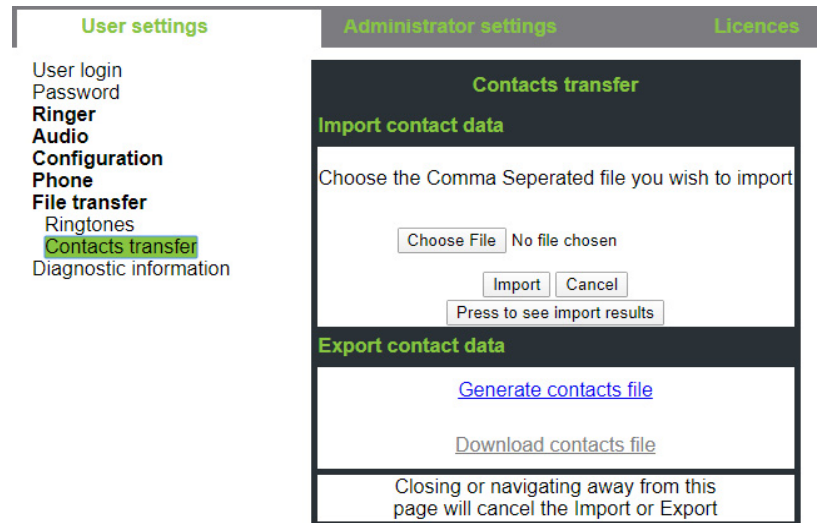 User settings
Administrator settings
Licences
User login
Password
Ringer
Audio
Configuration
Phone
File transfer
Ringtones
Contacts transfer
Diagnostic information
Contacts transfer
Import contact data
Choose the Comma Seperated file you wish to import
Choose File No file chosen
Import Cancel
Press to see import results
Export contact data
Generate contacts file
Download contacts file
Closing or navigating away from this
page will cancel the Import or Export